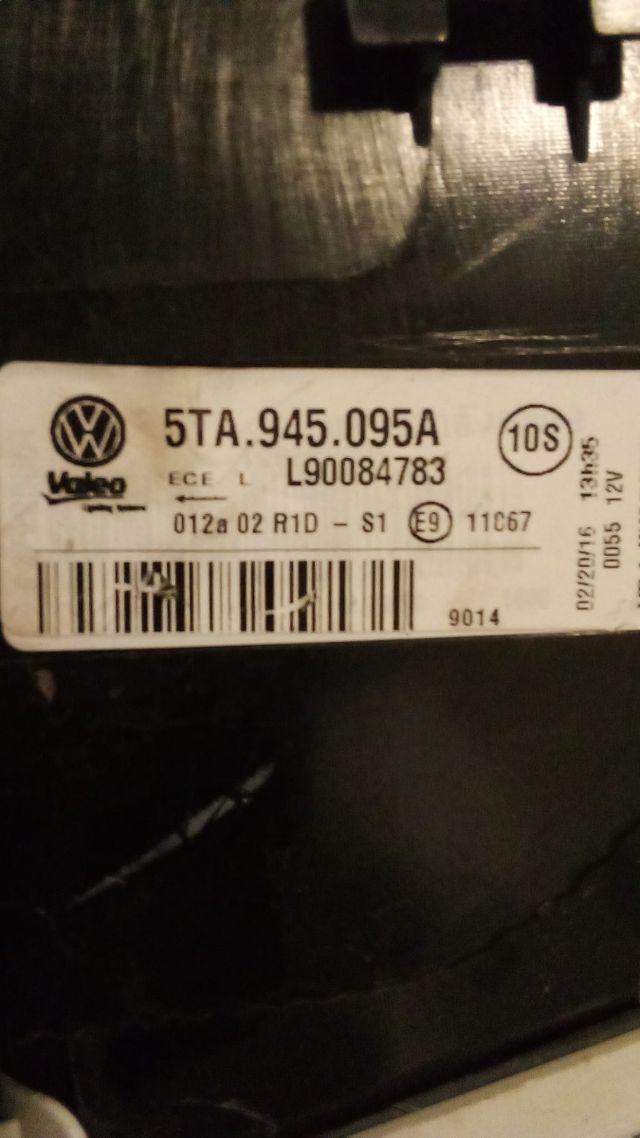 5TA.945.095A
10S
Valeo
ECE L L90084783
012a 02 R1D - S1 E9 11C67
9014
02/20/16 13h35
0055 12V